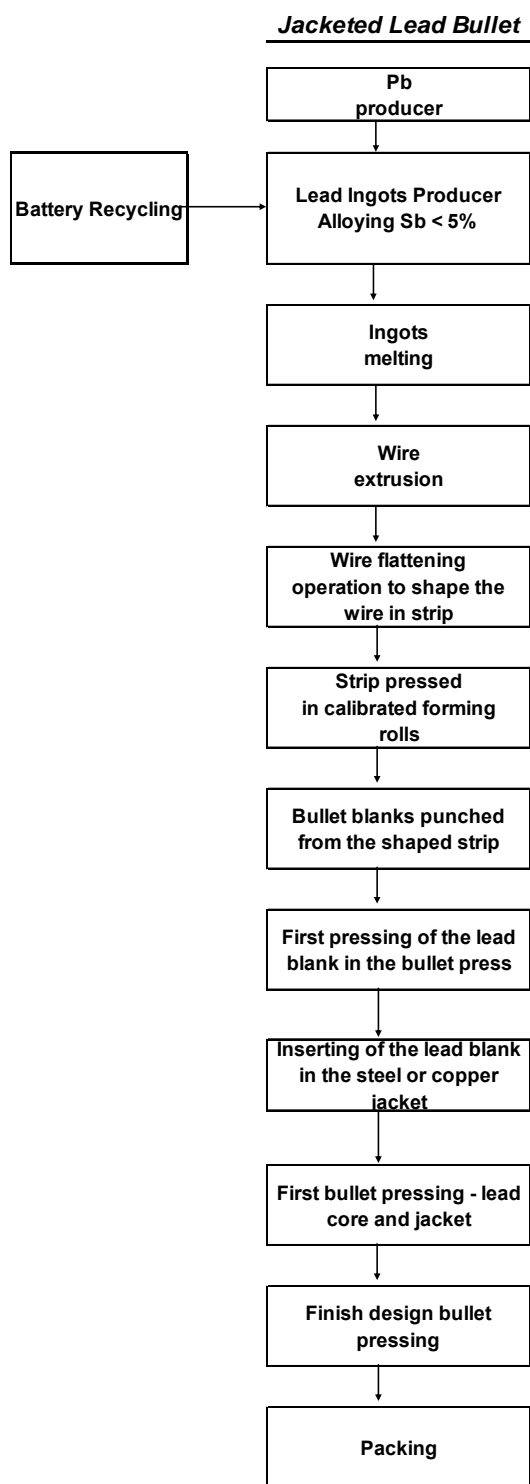 Jacketed Lead Bullet
Pb
producer
Battery Recycling
Lead Ingots Producer
Alloying Sb < 5%
Ingots
melting
Wire
extrusion
Wire flattening
operation to shape the
wire in strip
Strip pressed
in calibrated forming
rolls
Bullet blanks punched
from the shaped strip
First pressing of the lead
blank in the bullet press
Inserting of the lead blank
in the steel or copper
jacket
First bullet pressing - lead
core and jacket
Finish design bullet
pressing
Packing